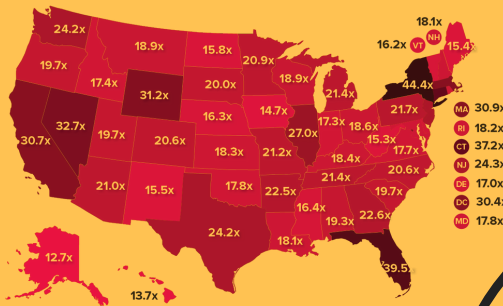 18.1x
NH
16.2x VT
15.4x
24.2x
18.9x
15.8x
20.9x
44.4x
19.7x
17.4x
31.2x
20.0x
18.9x
21.4x
30.7x
32.7x
19.7x
20.6x
16.3x
14.7x
27.0x
17.3x
18.6x
21.7x
15.3x
17.7x
MA 30.9x
RI 18.2x
CT 37.2x
NJ 24.3x
DE 17.0x
DC 30.4x
MD 17.8x
18.3x
21.2x
18.4x
20.6x
21.0x
15.5x
17.8x
22.5x
21.4x
19.7x
24.2x
18.1x
16.4x
19.3x
22.6x
39.5x
12.7x
13.7x